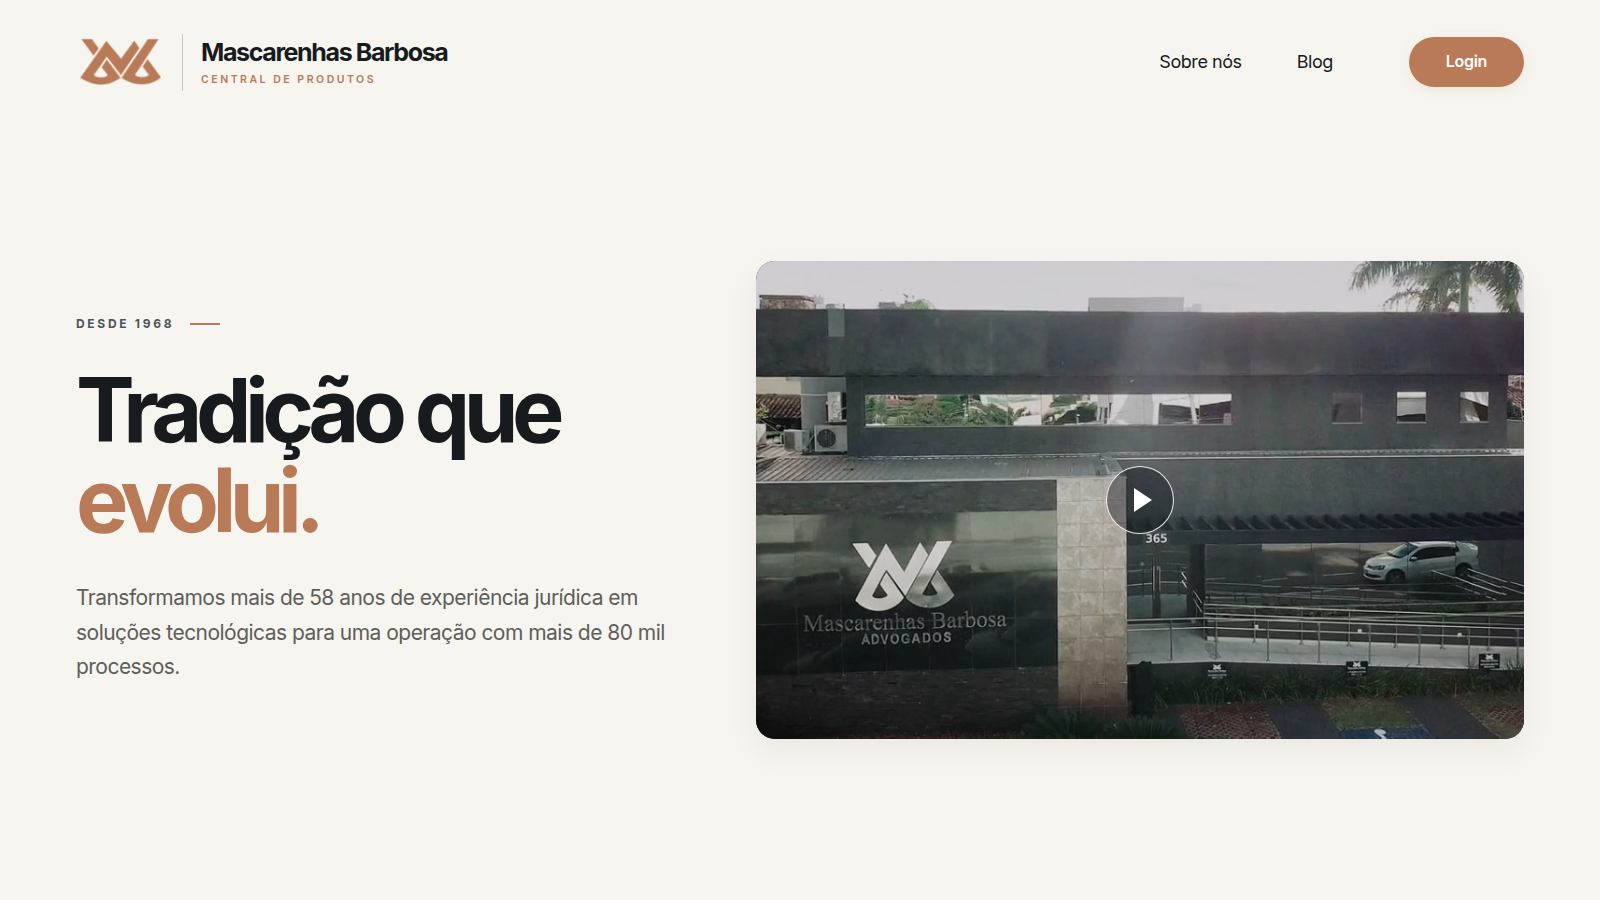 Mascarenhas Barbosa
CENTRAL DE PRODUTOS
Sobre nós
Blog
Login
DESDE 1968
Tradição que
evolui.
Transformamos mais de 58 anos de experiência jurídica em
soluções tecnológicas para uma operação com mais de 80 mil
processos.
365
Mascarenhas Barbosa
ADVOGADOS